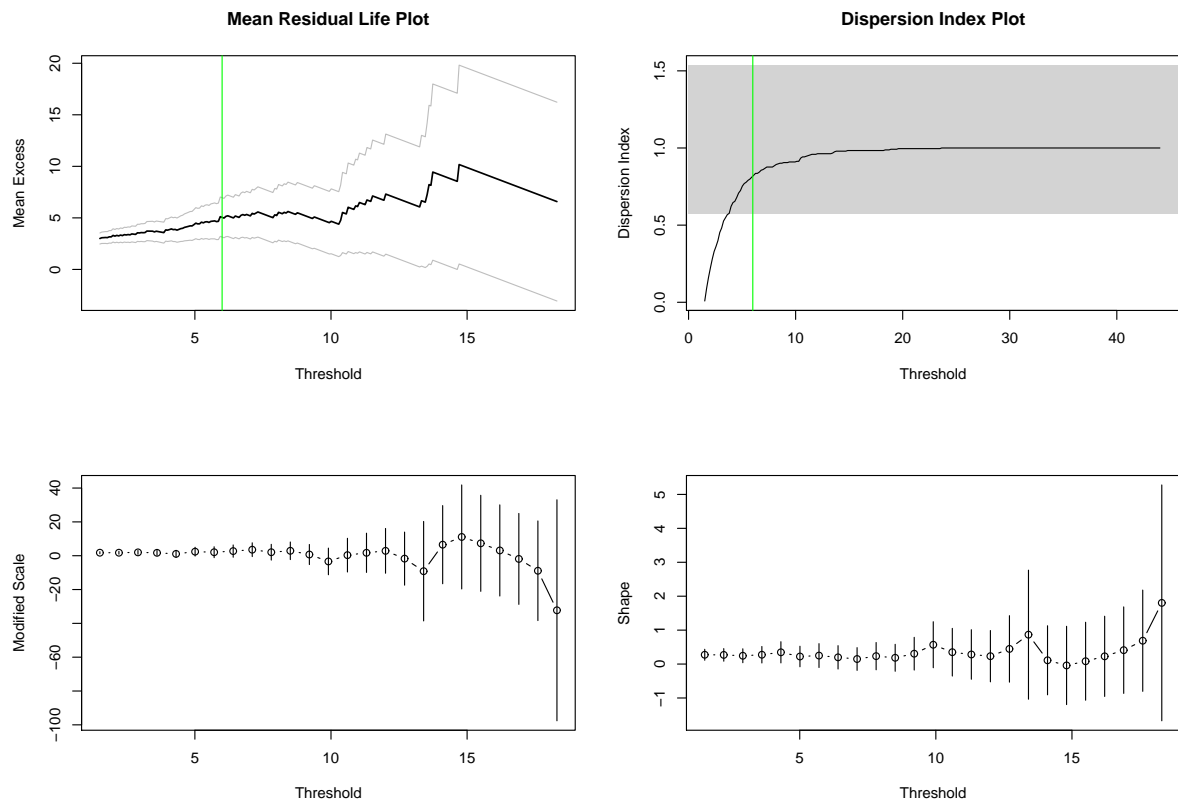 Mean Residual Life Plot
Mean Excess
20
15
10
5
0
5 10 15
Threshold
Dispersion Index Plot
Dispersion Index
1.5
1.0
0.5
0.0
0 10 20 30 40
Threshold
Modified Scale
40
20
0
−20
−60
−100
5 10 15
Threshold
Shape
5
4
3
2
1
0
−1
5 10 15
Threshold